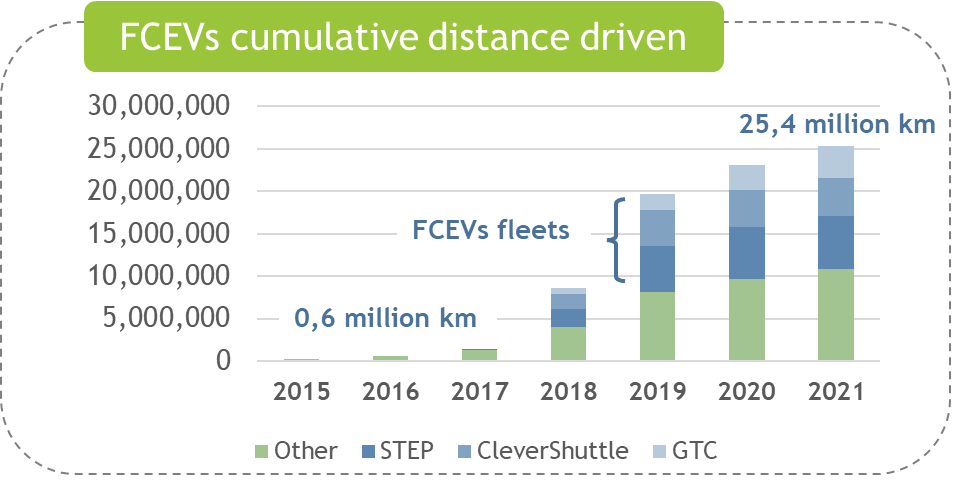 FCEVs cumulative distance driven
30,000,000
25,000,000
20,000,000
15,000,000
10,000,000
5,000,000
0
25,4 million km
FCEVs fleets
0,6 million km
2015 2016 2017 2018 2019 2020 2021
Other STEP CleverShuttle GTC